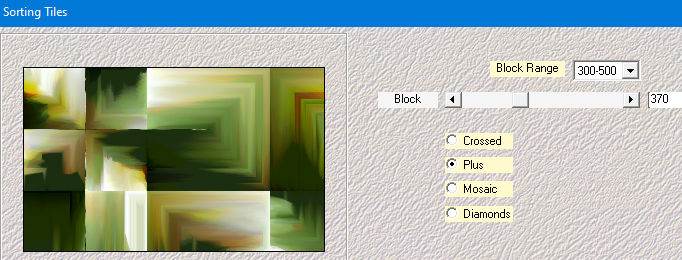 Sorting Tiles
Block Range 300-500
Block 370
Crossed
Plus
Mosaic
Diamonds